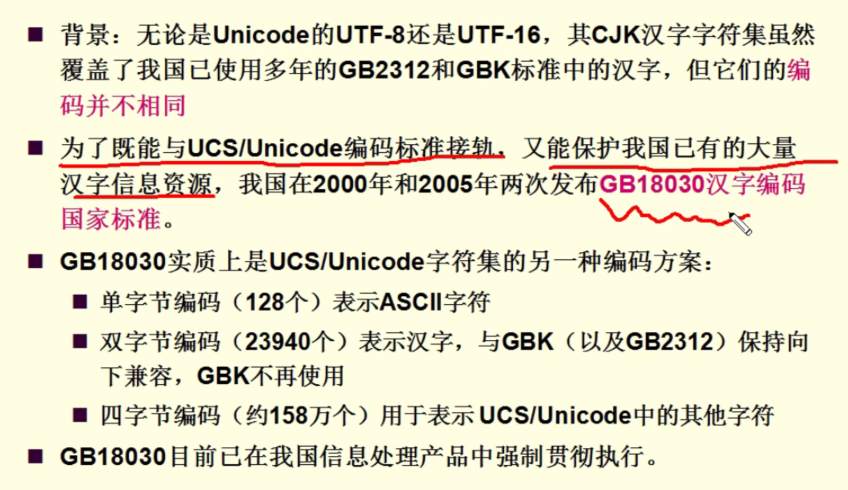 背景：无论是Unicode的UTF-8还是UTF-16，其CJK汉字字符集虽然
覆盖了我国已使用多年的GB2312和GBK标准中的汉字，但它们的编
码并不相同
为了既能与UCS/Unicode编码标准接轨，又能保护我国已有的大量
汉字信息资源，我国在2000年和2005年两次发布GB18030汉字编码
国家标准。
GB18030实质上是UCS/Unicode字符集的另一种编码方案：
单字节编码（128个）表示ASCII字符
双字节编码（23940个）表示汉字，与GBK（以及GB2312）保持向
下兼容，GBK不再使用
四字节编码（约158万个）用于表示 UCS/Unicode中的其他字符
GB18030目前已在我国信息处理产品中强制贯彻执行。